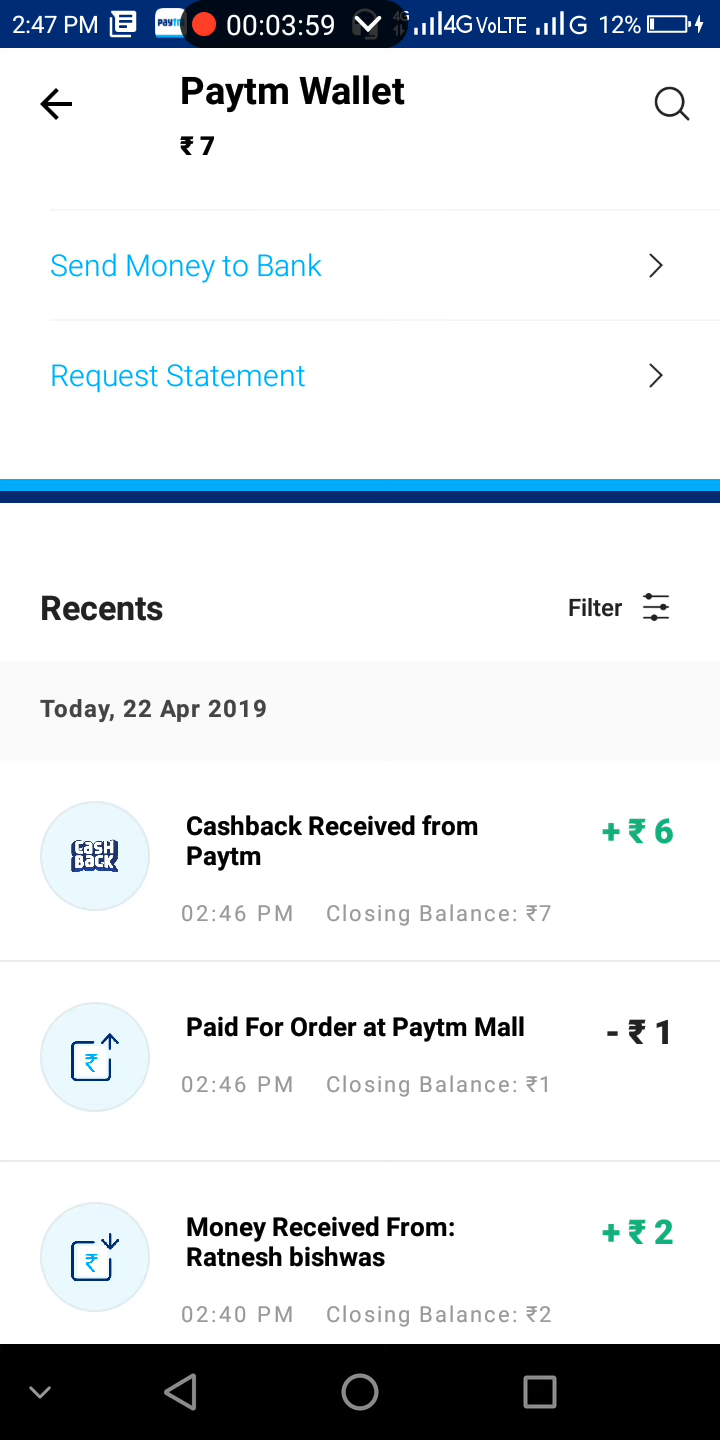 2:47 PM Paytm 00:03:59 4G 4G VoLTE G 12%
Paytm Wallet
₹ 7
Send Money to Bank
Request Statement
Recents
Filter
Today, 22 Apr 2019
CASH
BACK
Cashback Received from
Paytm
+ ₹ 6
02:46 PM Closing Balance: ₹7
Paid For Order at Paytm Mall
- ₹ 1
₹
02:46 PM Closing Balance: ₹1
Money Received From:
Ratnesh bishwas
+ ₹ 2
₹
02:40 PM Closing Balance: ₹2